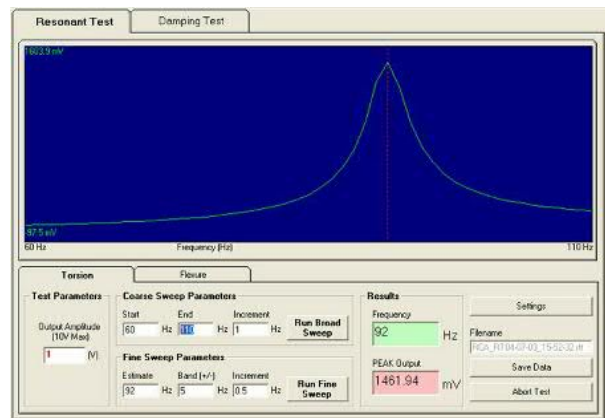 Resonant Test
Damping Test
1603.9 mV
-97.5 mV
60 Hz
Frequency (Hz)
110 Hz
Torsion
Flexure
Test Parameters
Output Amplitude
(10V Max)
1 (V)
Coarse Sweep Parameters
Start End Increment
60 Hz 110 Hz 1 Hz
Run Broad
Sweep
Fine Sweep Parameters
Estimate Band (+/-) Increment
92 Hz 5 Hz 0.5 Hz
Run Fine
Sweep
Results
Frequency
92 Hz
PEAK Output
1461.94 mV
Settings
Filename
Save Data
Abort Test